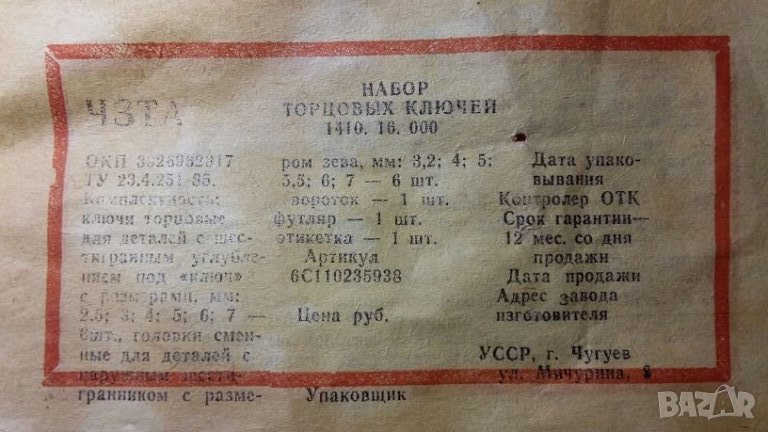 ЧЗТА
НАБОР
ТОРЦОВЫХ КЛЮЧЕЙ
1410. 16. 000
ОКП 3926952917
ТУ 23.4.251-85.
Комплектность:
ключи торцовые
для деталей с шес-
тигранным углубле-
нием под «ключ»
с размерами, мм:
2.5; 3; 4; 5; 6; 7 —
6шт., головки смен-
ные для деталей с
наружным шести-
гранником с разме-
ром зева, мм: 3,2; 4; 5;
5,5; 6; 7 — 6 шт.
вороток — 1 шт.
футляр — 1 шт.
этикетка — 1 шт.
Артикул
6С110235938
Цена руб.
Упаковщик
Дата упако-
вывания
Контролер ОТК
Срок гарантии—
12 мес. со дня
продажи
Дата продажи
Адрес завода
изготовителя
УССР, г. Чугуев
ул. Мичурина, 8
BAZAR